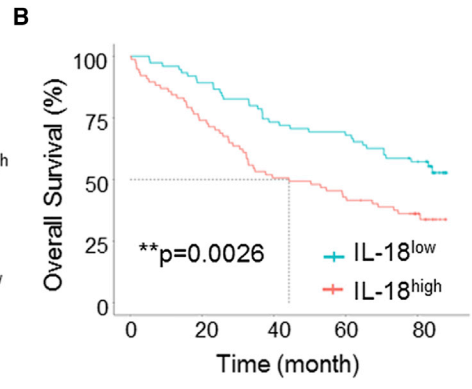 B
h
100
75
50
25
0
Overall Survival (%)
**p=0.0026
IL-18low
IL-18high
0 20 40 60 80
Time (month)